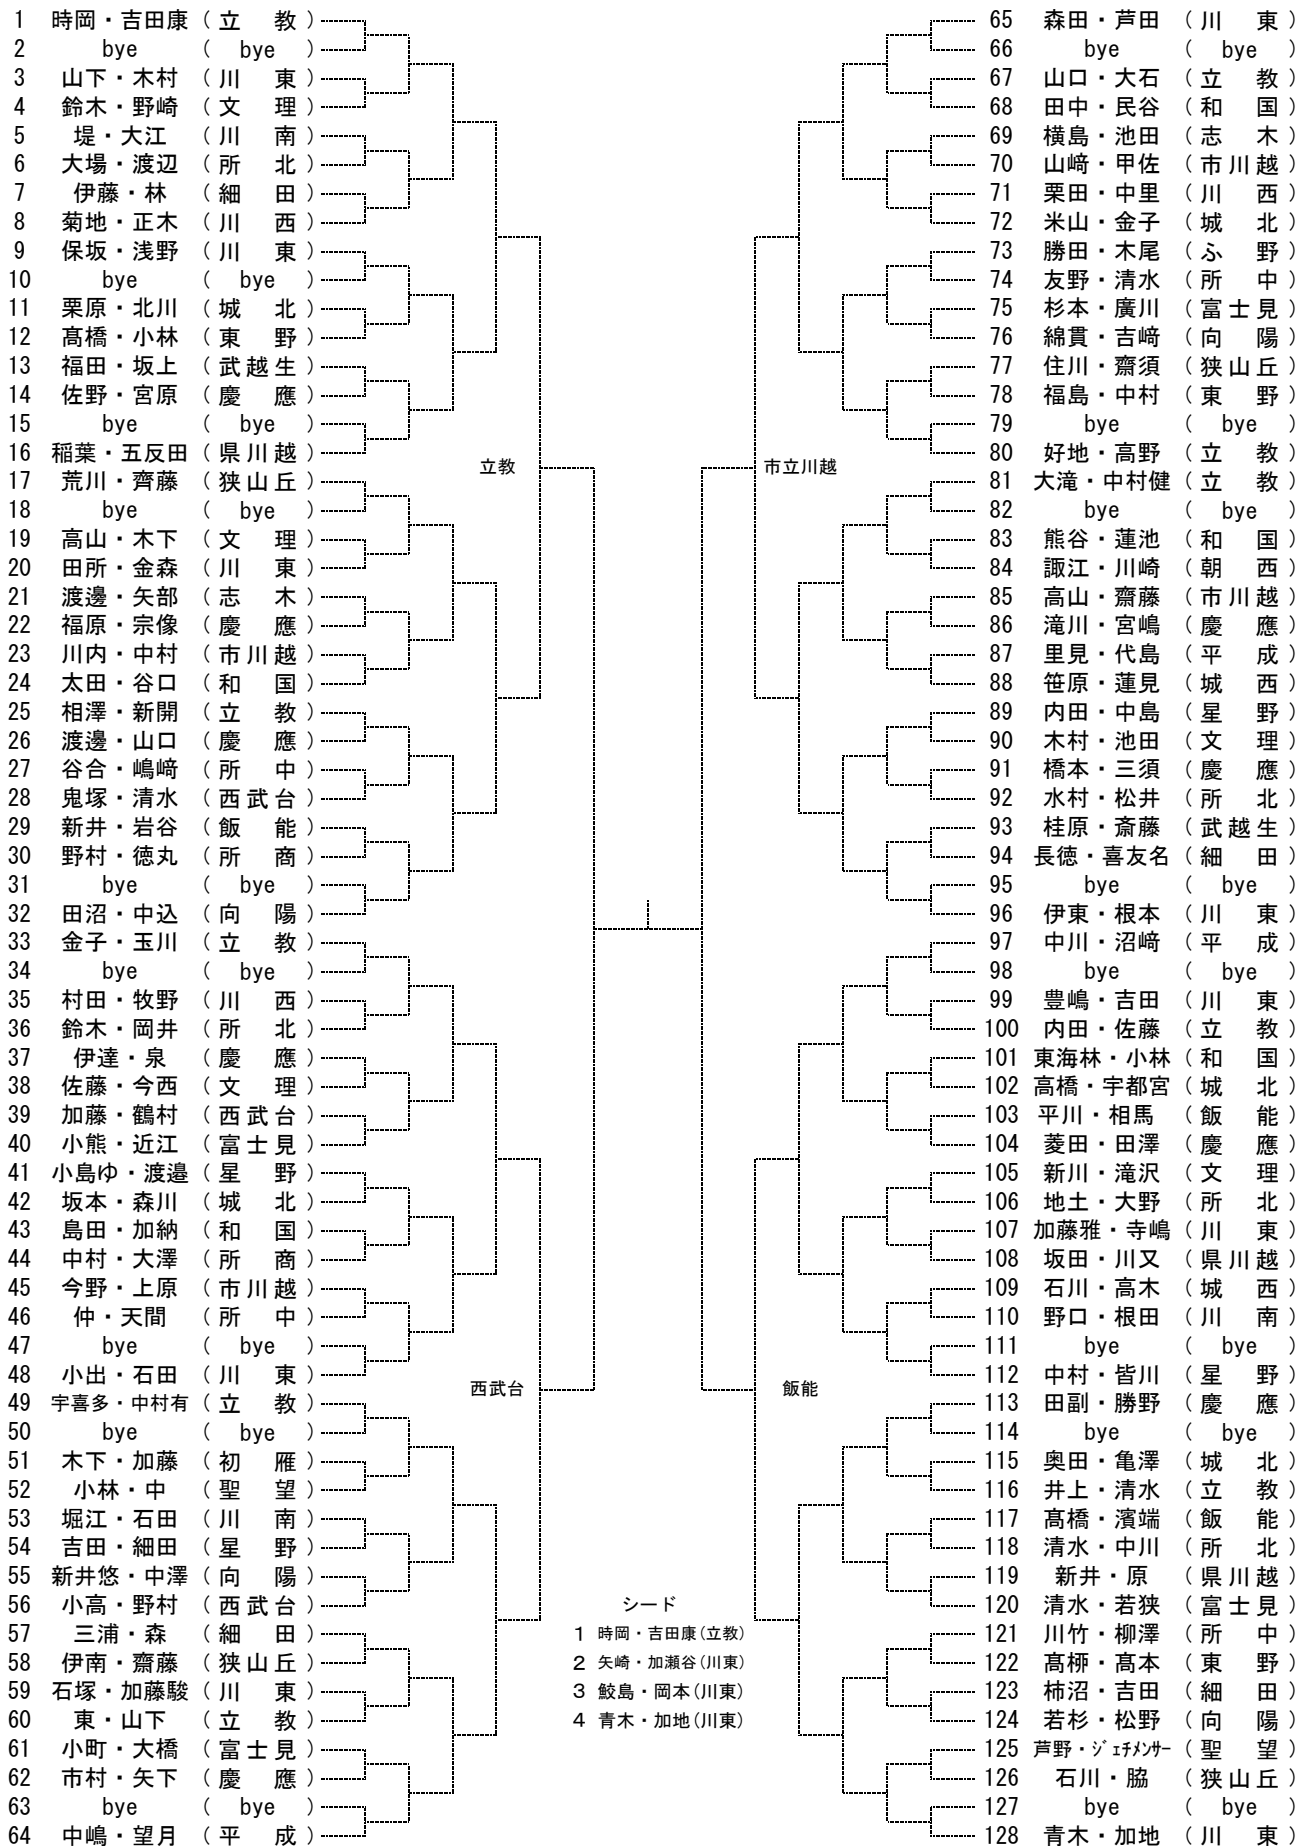 1 時岡・吉田康 (立 教)
2 bye ( bye )
3 山下・木村 (川 東)
4 鈴木・野崎 (文 理)
5 堤・大江 (川 南)
6 大場・渡辺 (所 北)
7 伊藤・林 (細 田)
8 菊地・正木 (川 西)
9 保坂・浅野 (川 東)
10 bye ( bye )
11 栗原・北川 (城 北)
12 髙橋・小林 (東 野)
13 福田・坂上 (武越生)
14 佐野・宮原 (慶 應)
15 bye ( bye )
16 稲葉・五反田 (県川越)
17 荒川・齊藤 (狭山丘)
18 bye ( bye )
19 高山・木下 (文 理)
20 田所・金森 (川 東)
21 渡邊・矢部 (志 木)
22 福原・宗像 (慶 應)
23 川内・中村 (市川越)
24 太田・谷口 (和 国)
25 相澤・新開 (立 教)
26 渡邊・山口 (慶 應)
27 谷合・嶋﨑 (所 中)
28 鬼塚・清水 (西武台)
29 新井・岩谷 (飯 能)
30 野村・徳丸 (所 商)
31 bye ( bye )
32 田沼・中込 (向 陽)
33 金子・玉川 (立 教)
34 bye ( bye )
35 村田・牧野 (川 西)
36 鈴木・岡井 (所 北)
37 伊達・泉 (慶 應)
38 佐藤・今西 (文 理)
39 加藤・鶴村 (西武台)
40 小熊・近江 (富士見)
41 小島ゆ・渡邉 (星 野)
42 坂本・森川 (城 北)
43 島田・加納 (和 国)
44 中村・大澤 (所 商)
45 今野・上原 (市川越)
46 仲・天間 (所 中)
47 bye ( bye )
48 小出・石田 (川 東)
49 宇喜多・中村有 (立 教)
50 bye ( bye )
51 木下・加藤 (初 雁)
52 小林・中 (聖 望)
53 堀江・石田 (川 南)
54 吉田・細田 (星 野)
55 新井悠・中澤 (向 陽)
56 小高・野村 (西武台)
57 三浦・森 (細 田)
58 伊南・齋藤 (狭山丘)
59 石塚・加藤駿 (川 東)
60 東・山下 (立 教)
61 小町・大橋 (富士見)
62 市村・矢下 (慶 應)
63 bye ( bye )
64 中嶋・望月 (平 成)
立教
西武台
市立川越
飯能
シード
1 時岡・吉田康(立教)
2 矢崎・加瀬谷(川東)
3 鮫島・岡本(川東)
4 青木・加地(川東)
65 森田・芦田 (川 東)
66 bye ( bye )
67 山口・大石 (立 教)
68 田中・民谷 (和 国)
69 横島・池田 (志 木)
70 山﨑・甲佐 (市川越)
71 栗田・中里 (川 西)
72 米山・金子 (城 北)
73 勝田・木尾 (ふ 野)
74 友野・清水 (所 中)
75 杉本・廣川 (富士見)
76 綿貫・吉﨑 (向 陽)
77 住川・齋須 (狭山丘)
78 福島・中村 (東 野)
79 bye ( bye )
80 好地・高野 (立 教)
81 大滝・中村健 (立 教)
82 bye ( bye )
83 熊谷・蓮池 (和 国)
84 諏江・川崎 (朝 西)
85 高山・齋藤 (市川越)
86 滝川・宮嶋 (慶 應)
87 里見・代島 (平 成)
88 笹原・蓮見 (城 西)
89 内田・中島 (星 野)
90 木村・池田 (文 理)
91 橋本・三須 (慶 應)
92 水村・松井 (所 北)
93 桂原・斎藤 (武越生)
94 長徳・喜友名 (細 田)
95 bye ( bye )
96 伊東・根本 (川 東)
97 中川・沼﨑 (平 成)
98 bye ( bye )
99 豊嶋・吉田 (川 東)
100 内田・佐藤 (立 教)
101 東海林・小林 (和 国)
102 高橋・宇都宮 (城 北)
103 平川・相馬 (飯 能)
104 菱田・田澤 (慶 應)
105 新川・滝沢 (文 理)
106 地土・大野 (所 北)
107 加藤雅・寺嶋 (川 東)
108 坂田・川又 (県川越)
109 石川・高木 (城 西)
110 野口・根田 (川 南)
111 bye ( bye )
112 中村・皆川 (星 野)
113 田副・勝野 (慶 應)
114 bye ( bye )
115 奥田・亀澤 (城 北)
116 井上・清水 (立 教)
117 髙橋・濱端 (飯 能)
118 清水・中川 (所 北)
119 新井・原 (県川越)
120 清水・若狭 (富士見)
121 川竹・柳澤 (所 中)
122 髙栁・髙本 (東 野)
123 柿沼・吉田 (細 田)
124 若杉・松野 (向 陽)
125 芦野・ジェチメンサー (聖 望)
126 石川・脇 (狭山丘)
127 bye ( bye )
128 青木・加地 (川 東)